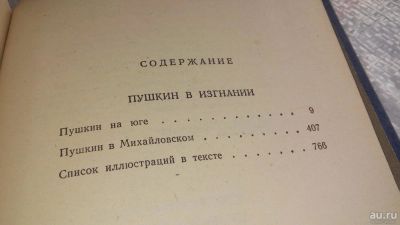 СОДЕРЖАНИЕ
ПУШКИН В ИЗГНАНИИ
Пушкин на юге . . . . . . . . 9
Пушкин в Михайловском . . . . . . 407
Список иллюстраций в тексте . . . . . 766
au.ru